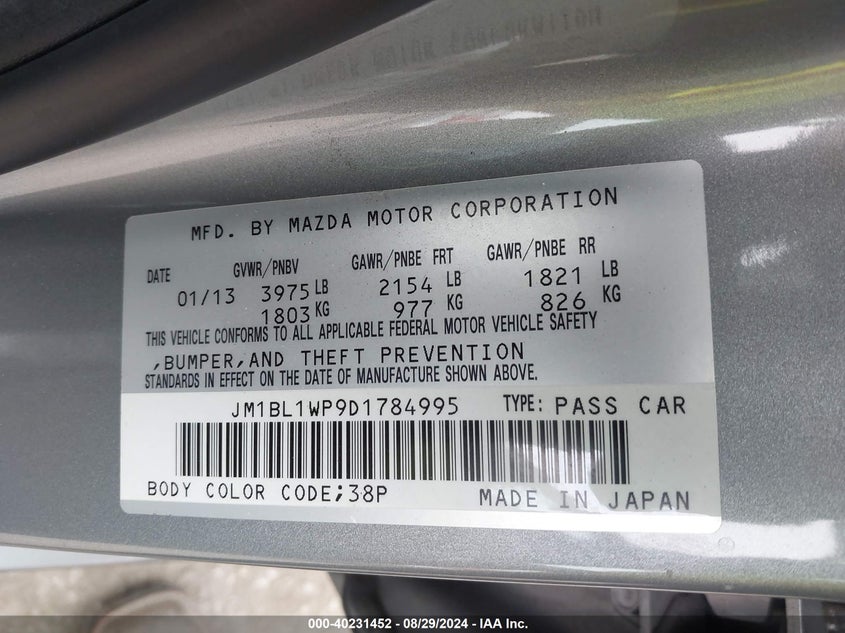 MFD. BY MAZDA MOTOR CORPORATION
DATE GVWR/PNBV GAWR/PNBE FRT GAWR/PNBE RR
01/13 3975 LB 2154 LB 1821 LB
1803 KG 977 KG 826 KG
THIS VEHICLE CONFORMS TO ALL APPLICABLE FEDERAL MOTOR VEHICLE SAFETY
,BUMPER,AND THEFT PREVENTION
STANDARDS IN EFFECT ON THE DATE OF MANUFACTURE SHOWN ABOVE.
JM1BL1WP9D1784995 TYPE: PASS CAR
BODY COLOR CODE;38P MADE IN JAPAN
000-40231452 - 08/29/2024 - IAA Inc.